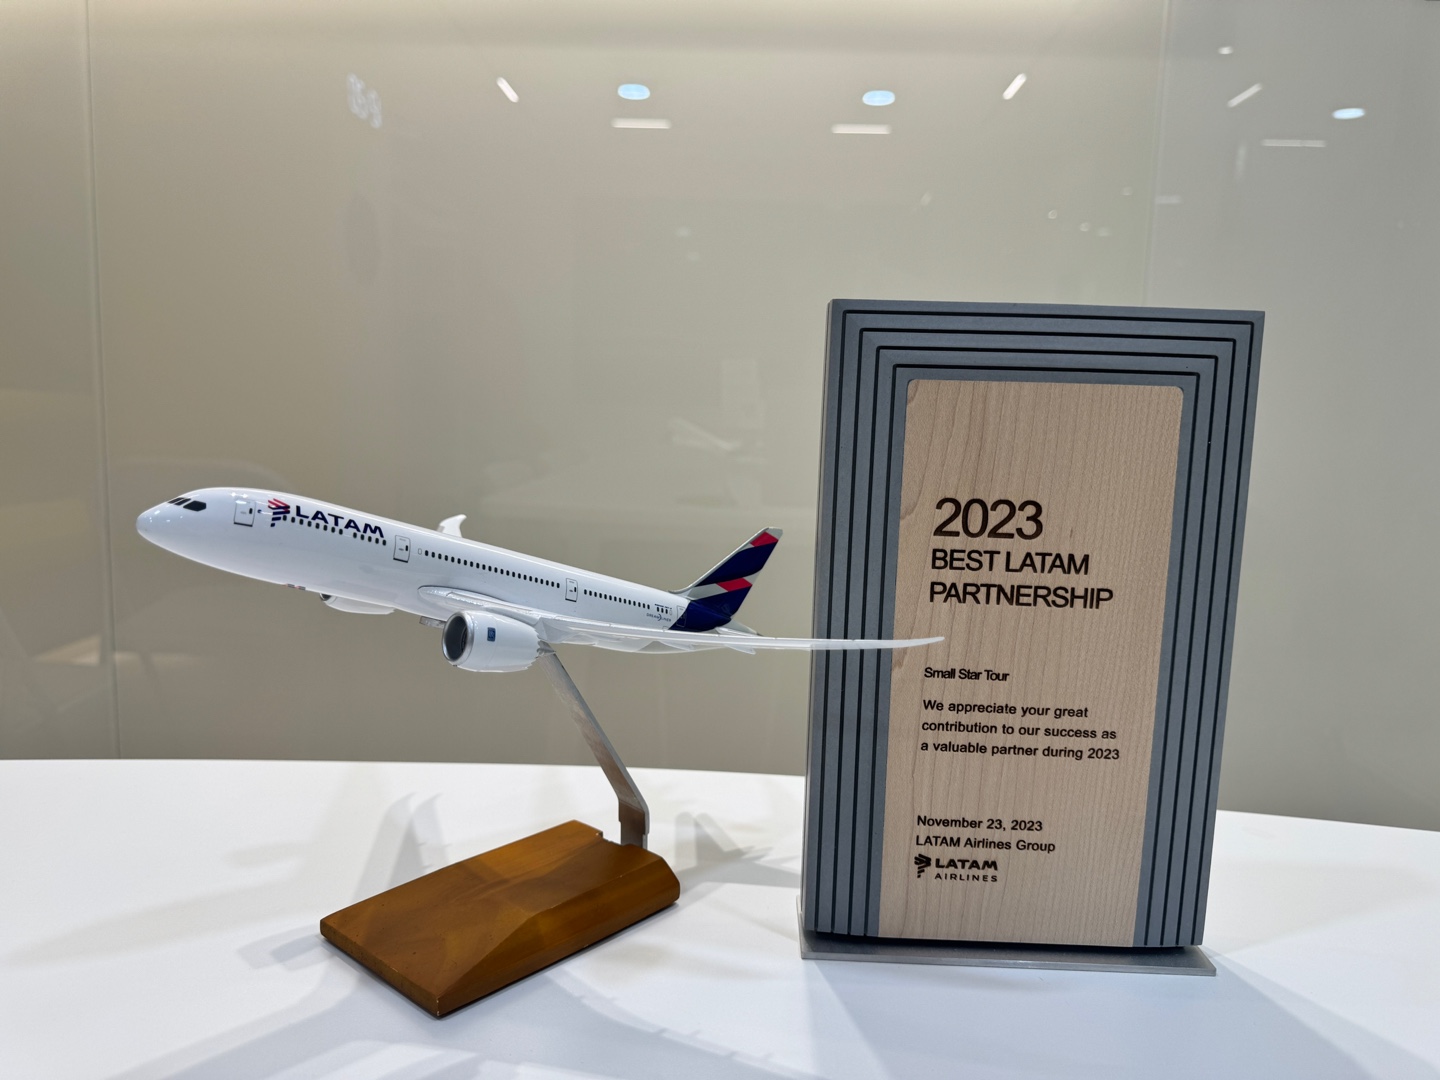 LATAM
2023
BEST LATAM
PARTNERSHIP
Small Star Tour
We appreciate your great
contribution to our success as
a valuable partner during 2023
November 23, 2023
LATAM Airlines Group
LATAM
AIRLINES